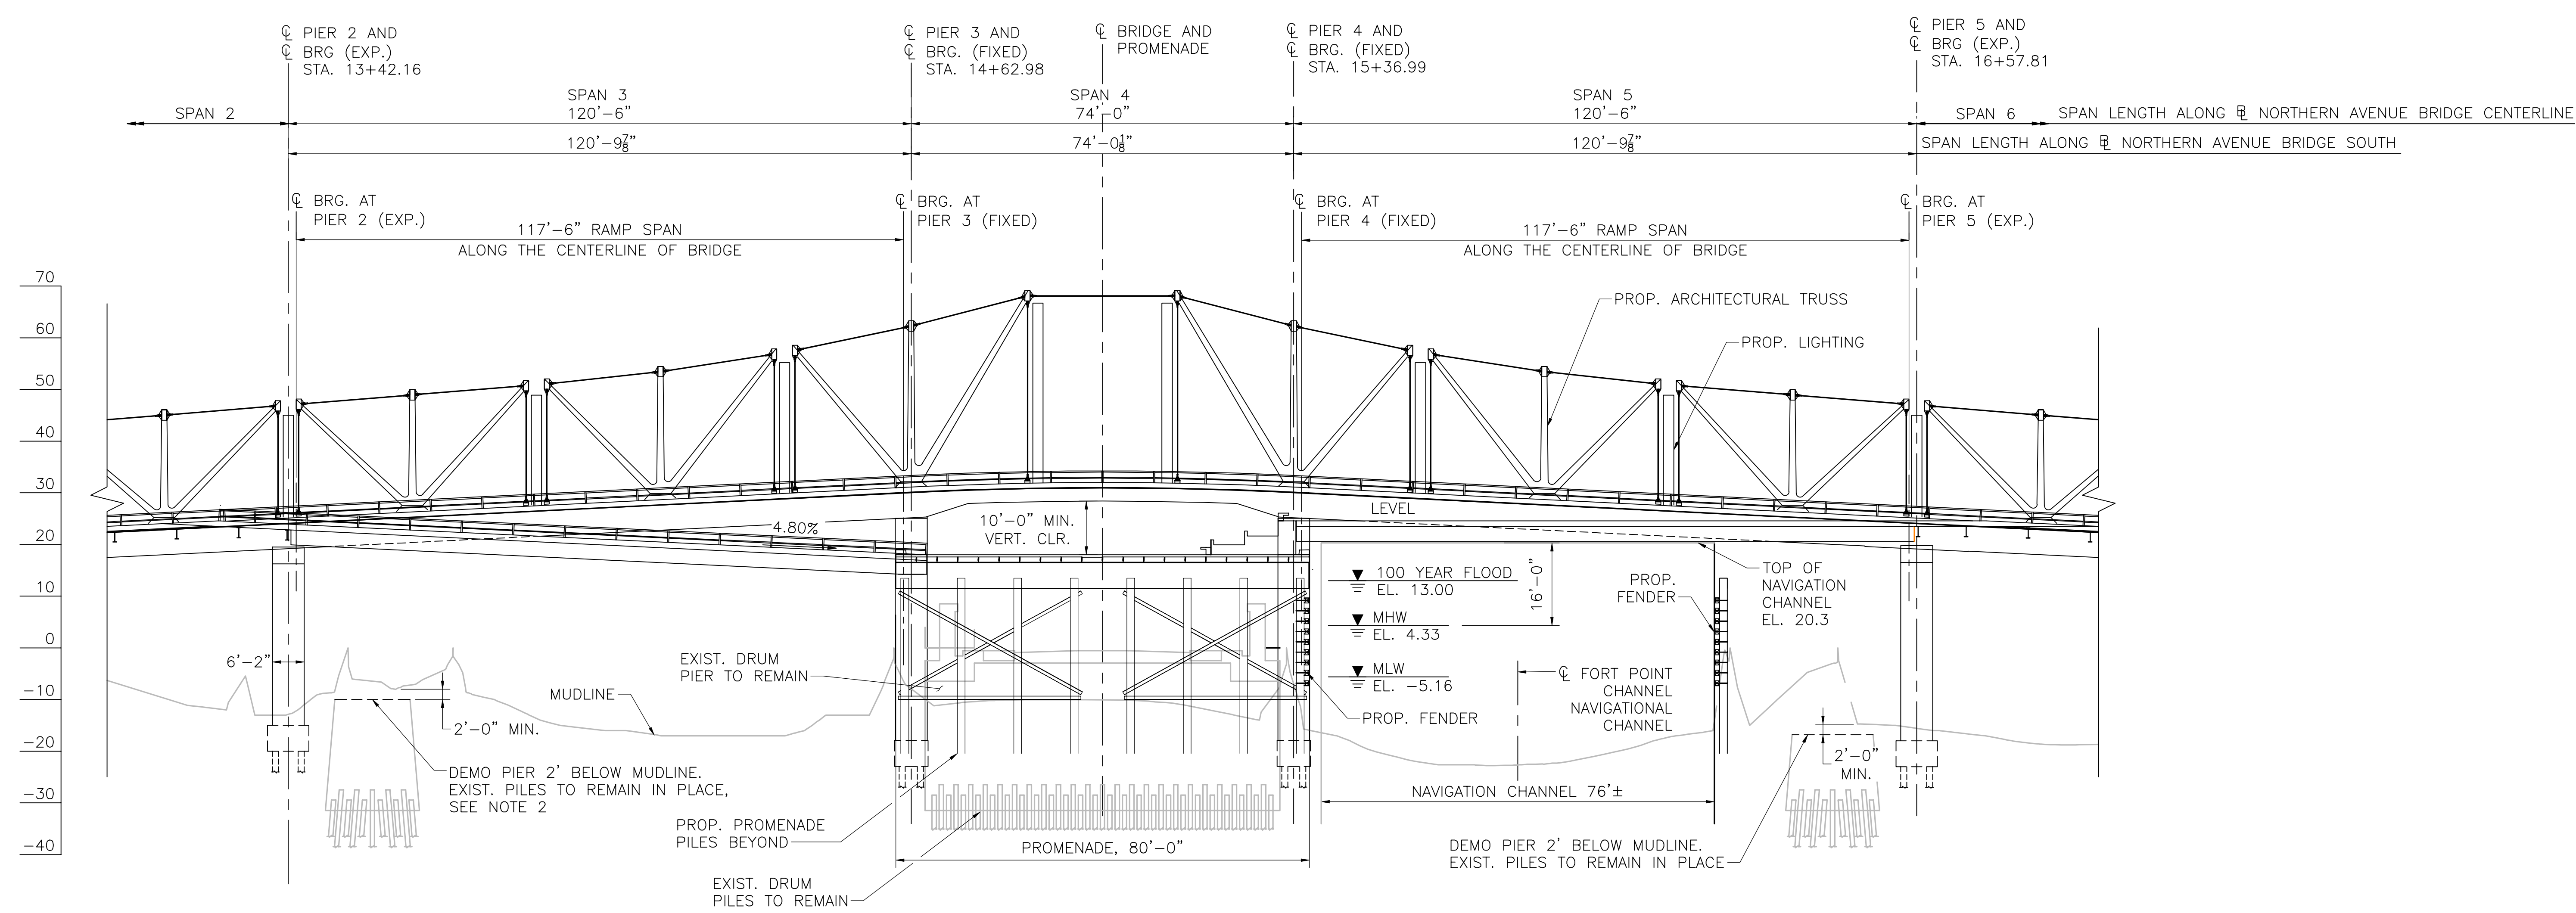 ℄ PIER 2 AND
℄ BRG (EXP.)
STA. 13+42.16
℄ PIER 3 AND
℄ BRG. (FIXED)
STA. 14+62.98
℄ BRIDGE AND
PROMENADE
℄ PIER 4 AND
℄ BRG. (FIXED)
STA. 15+36.99
℄ PIER 5 AND
℄ BRG (EXP.)
STA. 16+57.81
SPAN 2
SPAN 3
120'-6"
SPAN 4
74'-0"
SPAN 5
120'-6"
SPAN 6
SPAN LENGTH ALONG BL NORTHERN AVENUE BRIDGE CENTERLINE
120'-9⅞"
74'-0⅛"
120'-9⅞"
SPAN LENGTH ALONG BL NORTHERN AVENUE BRIDGE SOUTH
℄ BRG. AT
PIER 2 (EXP.)
℄ BRG. AT
PIER 3 (FIXED)
℄ BRG. AT
PIER 4 (FIXED)
℄ BRG. AT
PIER 5 (EXP.)
117'-6" RAMP SPAN
ALONG THE CENTERLINE OF BRIDGE
117'-6" RAMP SPAN
ALONG THE CENTERLINE OF BRIDGE
70
60
50
40
30
20
10
0
-10
-20
-30
-40
PROP. ARCHITECTURAL TRUSS
PROP. LIGHTING
LEVEL
4.80%
10'-0" MIN.
VERT. CLR.
100 YEAR FLOOD
EL. 13.00
MHW
EL. 4.33
MLW
EL. -5.16
16'-0"
PROP.
FENDER
TOP OF
NAVIGATION
CHANNEL
EL. 20.3
6'-2"
MUDLINE
2'-0" MIN.
EXIST. DRUM
PIER TO REMAIN
PROP. FENDER
℄ FORT POINT
CHANNEL
NAVIGATIONAL
CHANNEL
2'-0"
MIN.
DEMO PIER 2' BELOW MUDLINE.
EXIST. PILES TO REMAIN IN PLACE,
SEE NOTE 2
NAVIGATION CHANNEL 76'±
PROP. PROMENADE
PILES BEYOND
PROMENADE, 80'-0"
DEMO PIER 2' BELOW MUDLINE.
EXIST. PILES TO REMAIN IN PLACE
EXIST. DRUM
PILES TO REMAIN